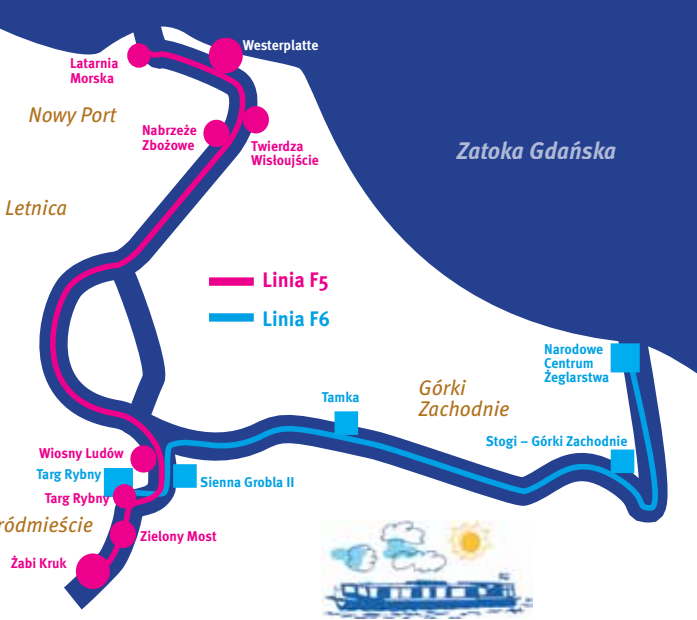 Westerplatte
Latarnia
Morska
Nowy Port
Nabrzeże
Zbożowe
Twierdza
Wisłoujście
Zatoka Gdańska
Letnica
Linia F5
Linia F6
Narodowe
Centrum
Żeglarstwa
Górki
Zachodnie
Tamka
Stogi – Górki Zachodnie
Wiosny Ludów
Targ Rybny
Sienna Grobla II
Targ Rybny
ródmieście
Zielony Most
Żabi Kruk